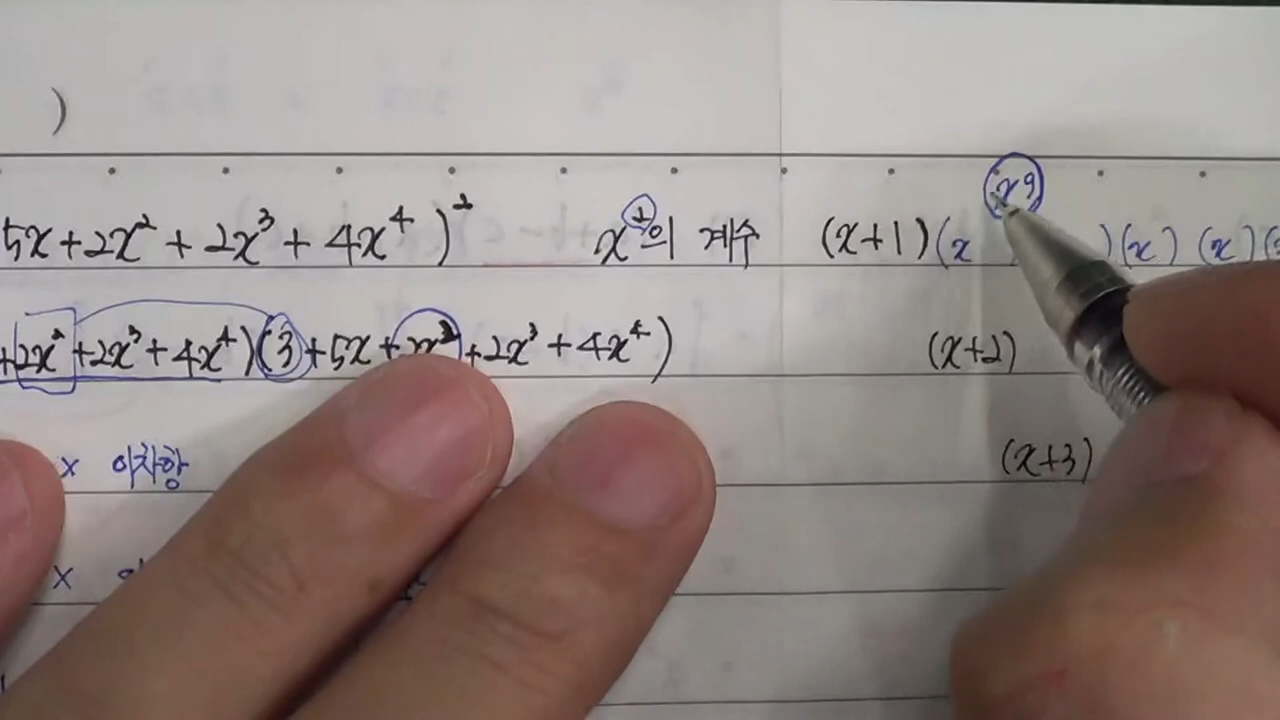 )
x⁹
5x+2x²+2x³+4x⁴)² x²의 계수 (x+1)(x )(x)(x)(
+2x²+2x³+4x⁴)(3+5x+2x²+2x³+4x⁴) (x+2)
x 이차항 (x+3)
x